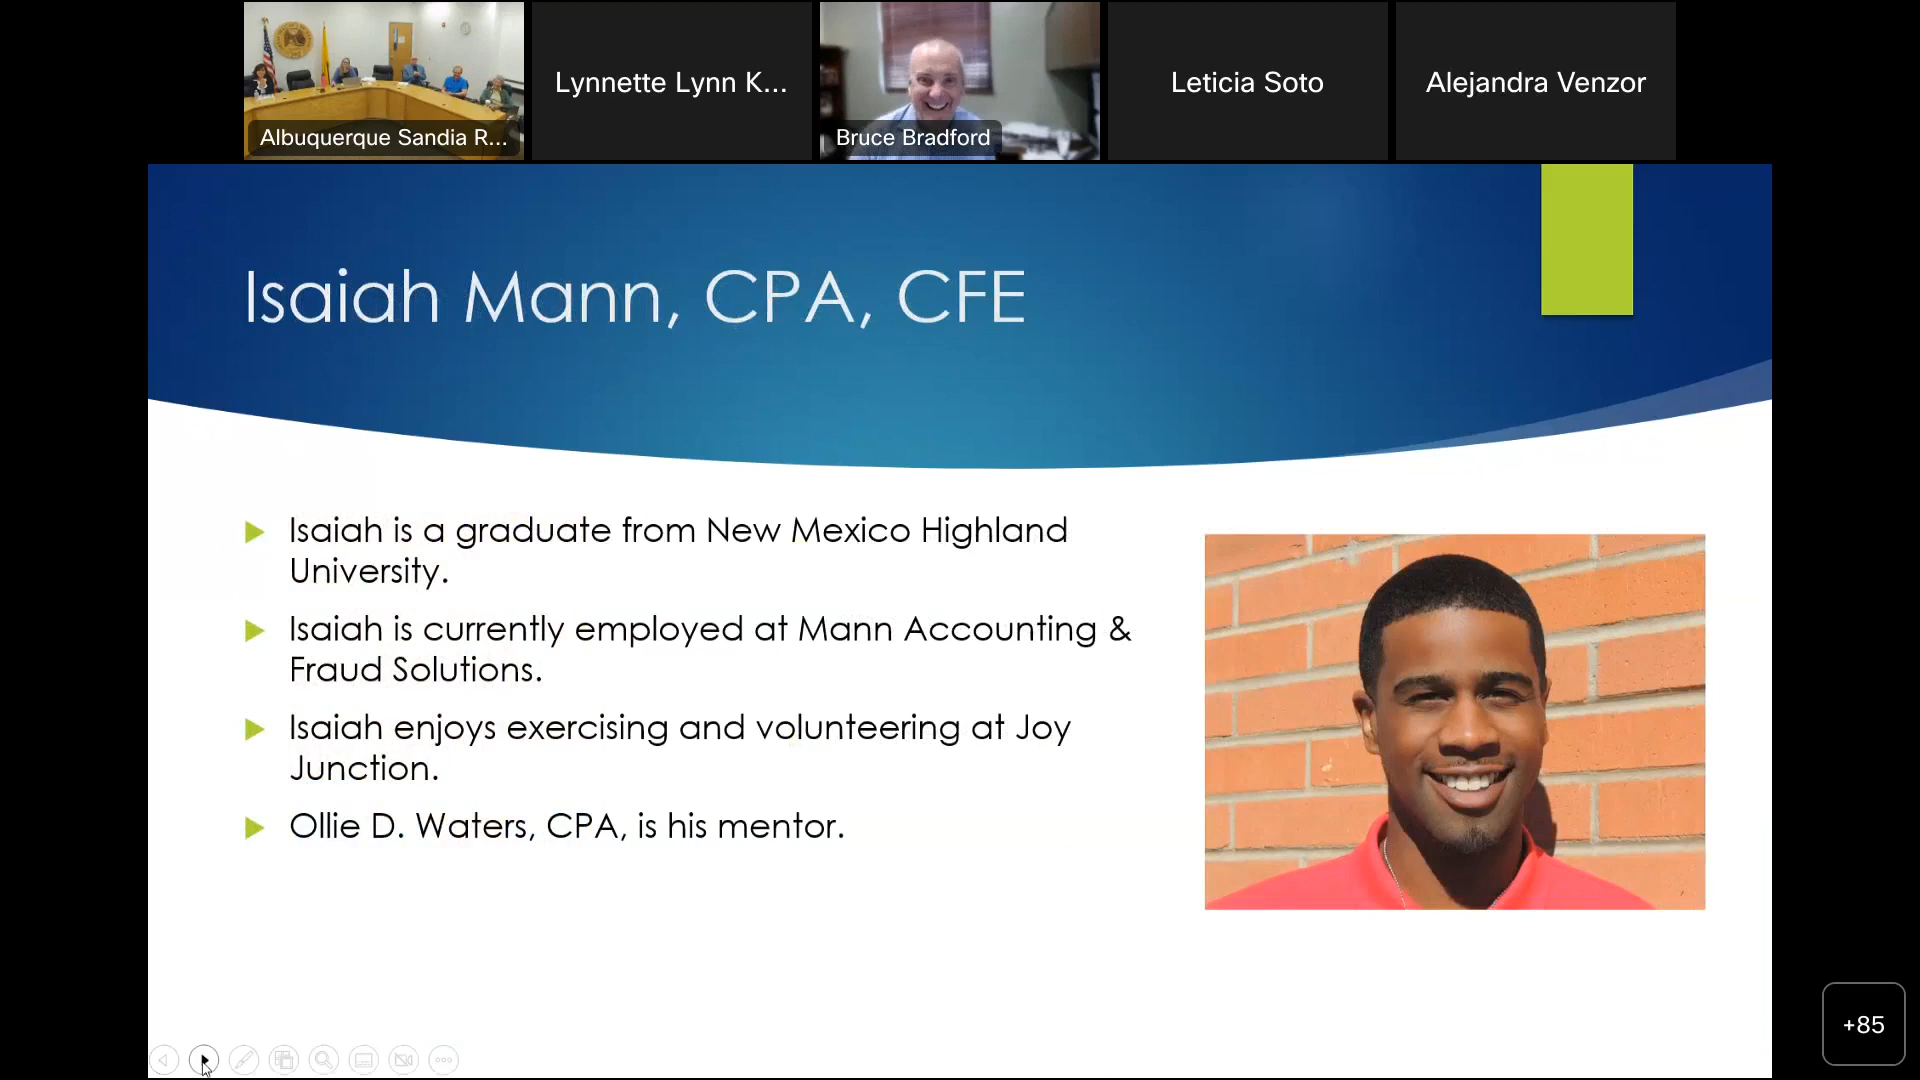 Albuquerque Sandia R...
Lynnette Lynn K...
Bruce Bradford
Leticia Soto
Alejandra Venzor
Isaiah Mann, CPA, CFE
Isaiah is a graduate from New Mexico Highland
University.
Isaiah is currently employed at Mann Accounting &
Fraud Solutions.
Isaiah enjoys exercising and volunteering at Joy
Junction.
Ollie D. Waters, CPA, is his mentor.
+85